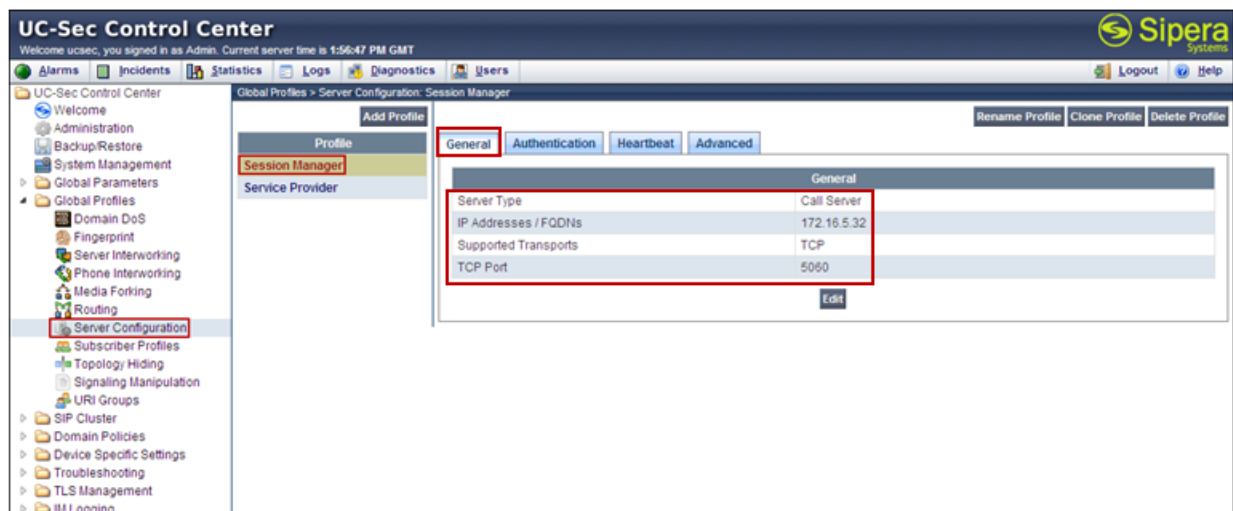 UC-Sec Control Center
Welcome ucsec, you signed in as Admin. Current server time is 1:56:47 PM GMT
Sipera
Systems
Alarms Incidents Statistics Logs Diagnostics Users Logout Help
UC-Sec Control Center
Welcome
Administration
Backup/Restore
System Management
Global Parameters
Global Profiles
Domain DoS
Fingerprint
Server Interworking
Phone Interworking
Media Forking
Routing
Server Configuration
Subscriber Profiles
Topology Hiding
Signaling Manipulation
URI Groups
SIP Cluster
Domain Policies
Device Specific Settings
Troubleshooting
TLS Management
IM Logging
Global Profiles > Server Configuration: Session Manager
Add Profile
Profile
Session Manager
Service Provider
Rename Profile Clone Profile Delete Profile
General Authentication Heartbeat Advanced
General
Server Type Call Server
IP Addresses / FQDNs 172.16.5.32
Supported Transports TCP
TCP Port 5060
Edit